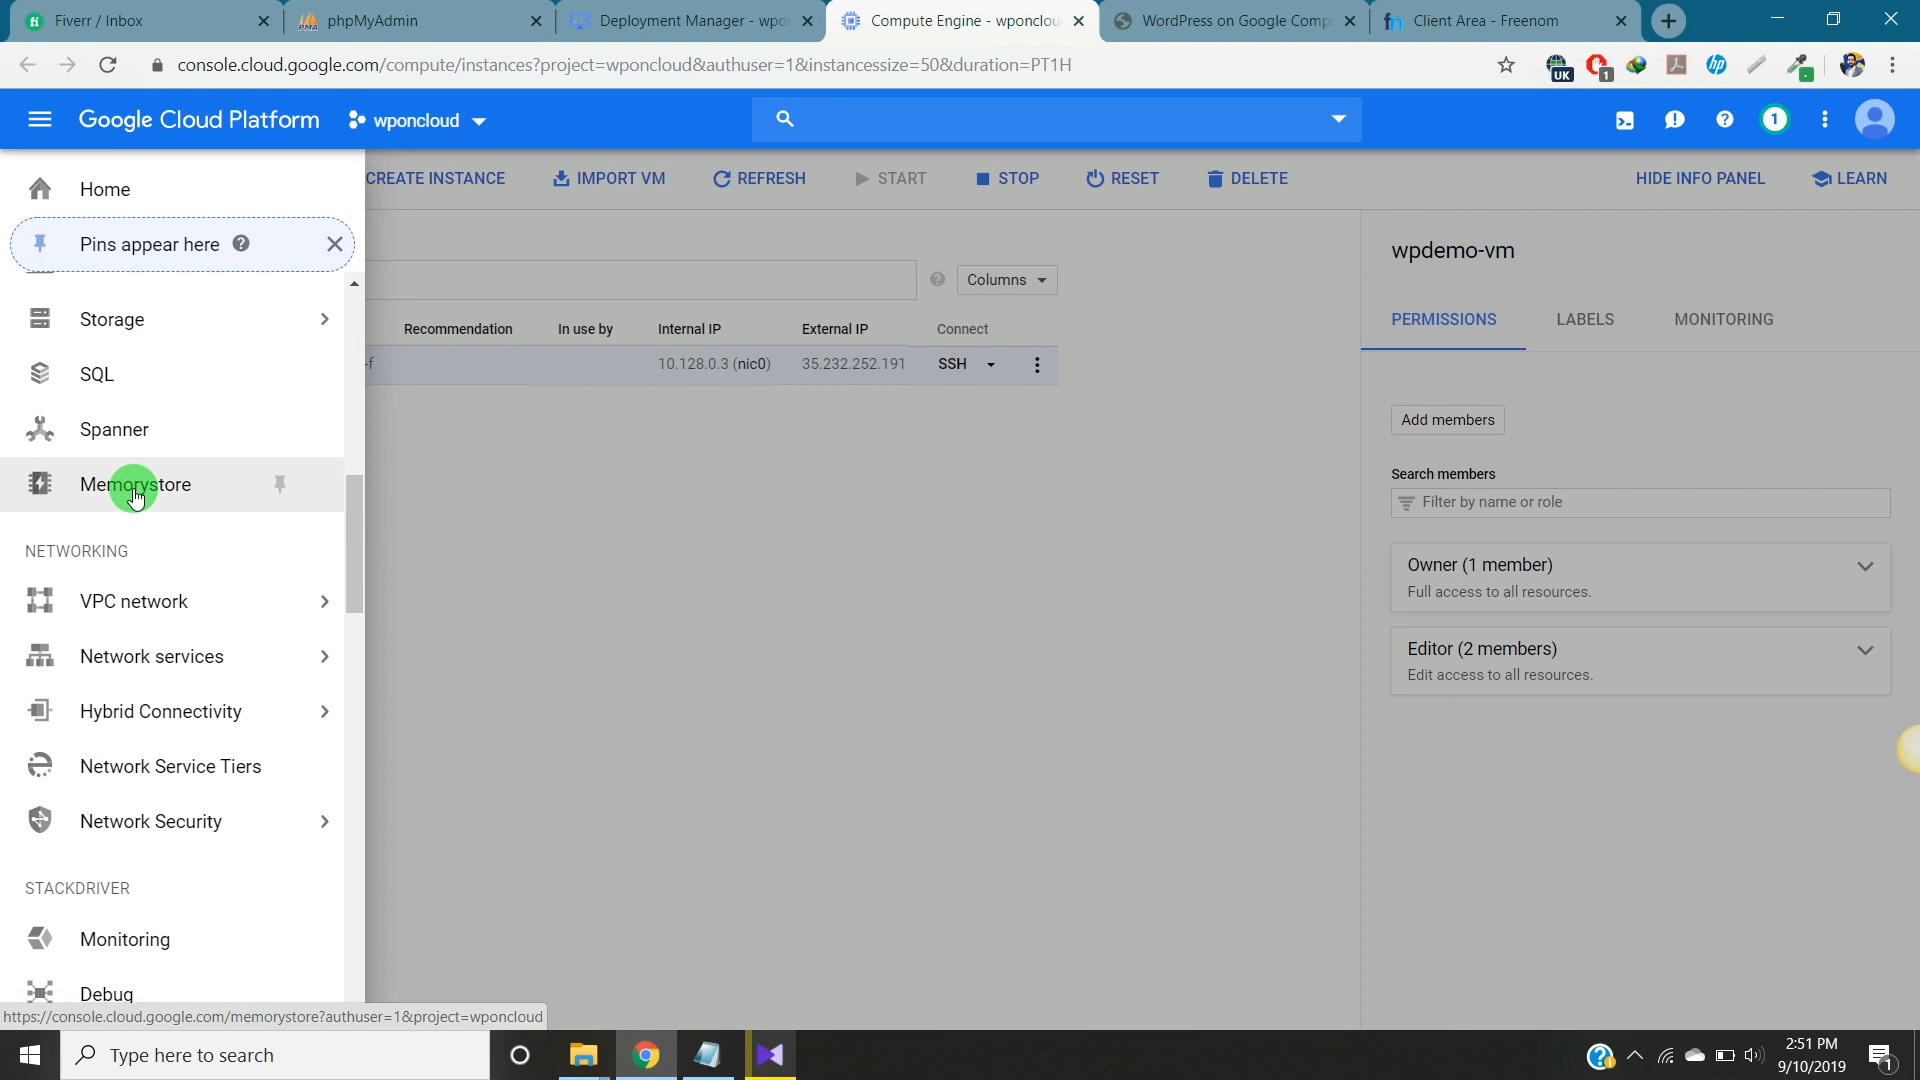 Fiverr / Inbox
phpMyAdmin
Deployment Manager - wpon
Compute Engine - wponclou
WordPress on Google Comp
Client Area - Freenom
console.cloud.google.com/compute/instances?project=wponcloud&authuser=1&instancessize=50&duration=PT1H
UK
1
Google Cloud Platform
wponcloud
1
Home
CREATE INSTANCE
IMPORT VM
REFRESH
START
STOP
RESET
DELETE
HIDE INFO PANEL
LEARN
Pins appear here
Columns
Storage
Recommendation
In use by
Internal IP
External IP
Connect
-f
10.128.0.3 (nic0)
35.232.252.191
SSH
SQL
Spanner
Memorystore
NETWORKING
VPC network
Network services
Hybrid Connectivity
Network Service Tiers
Network Security
STACKDRIVER
Monitoring
Debug
wpdemo-vm
PERMISSIONS
LABELS
MONITORING
Add members
Search members
Filter by name or role
Owner (1 member)
Full access to all resources.
Editor (2 members)
Edit access to all resources.
https://console.cloud.google.com/memorystore?authuser=1&project=wponcloud
Type here to search
2:51 PM
9/10/2019
1